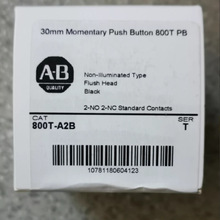 30mm Momentary Push Button 800T PB
A-B
QUALITY
Non-Illuminated Type
Flush Head
Black
2-NO 2-NC Standard Contacts
CAT
SER
800T-A2B
T
10781180604123